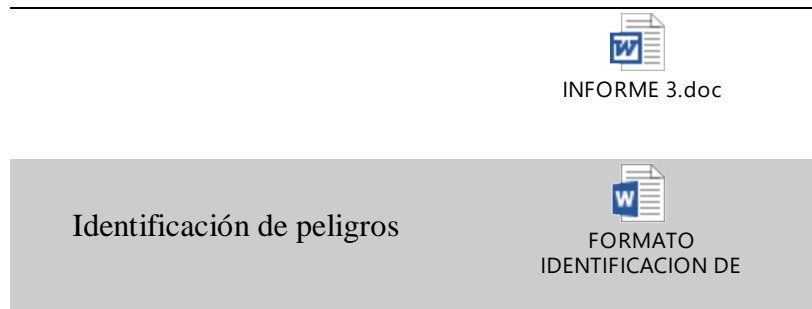 INFORME 3.doc
Identificación de peligros
FORMATO
IDENTIFICACION DE